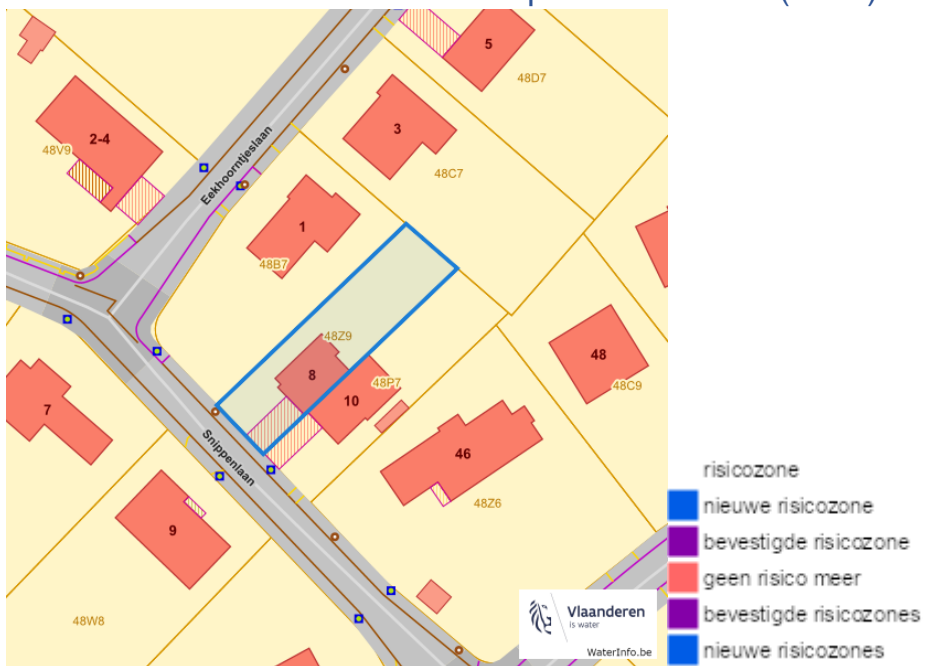 5
48D7
2-4
48V9
3
48C7
Eekhoorntjeslaan
1
48B7
48Z9
48
8
48P7
48C9
10
7
Snippenlaan
46
48Z6
9
48W8
Vlaanderen
is water
WaterInfo.be
risicozone
nieuwe risicozone
bevestigde risicozone
geen risico meer
bevestigde risicozones
nieuwe risicozones